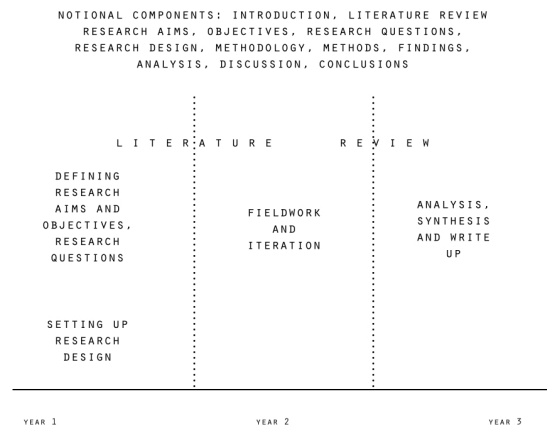 NOTIONAL COMPONENTS: INTRODUCTION, LITERATURE REVIEW
RESEARCH AIMS, OBJECTIVES, RESEARCH QUESTIONS,
RESEARCH DESIGN, METHODOLOGY, METHODS, FINDINGS,
ANALYSIS, DISCUSSION, CONCLUSIONS
LITERATURE REVIEW
DEFINING
RESEARCH
AIMS AND
OBJECTIVES,
RESEARCH
QUESTIONS
SETTING UP
RESEARCH
DESIGN
FIELDWORK
AND
ITERATION
ANALYSIS,
SYNTHESIS
AND WRITE
UP
YEAR 1 YEAR 2 YEAR 3